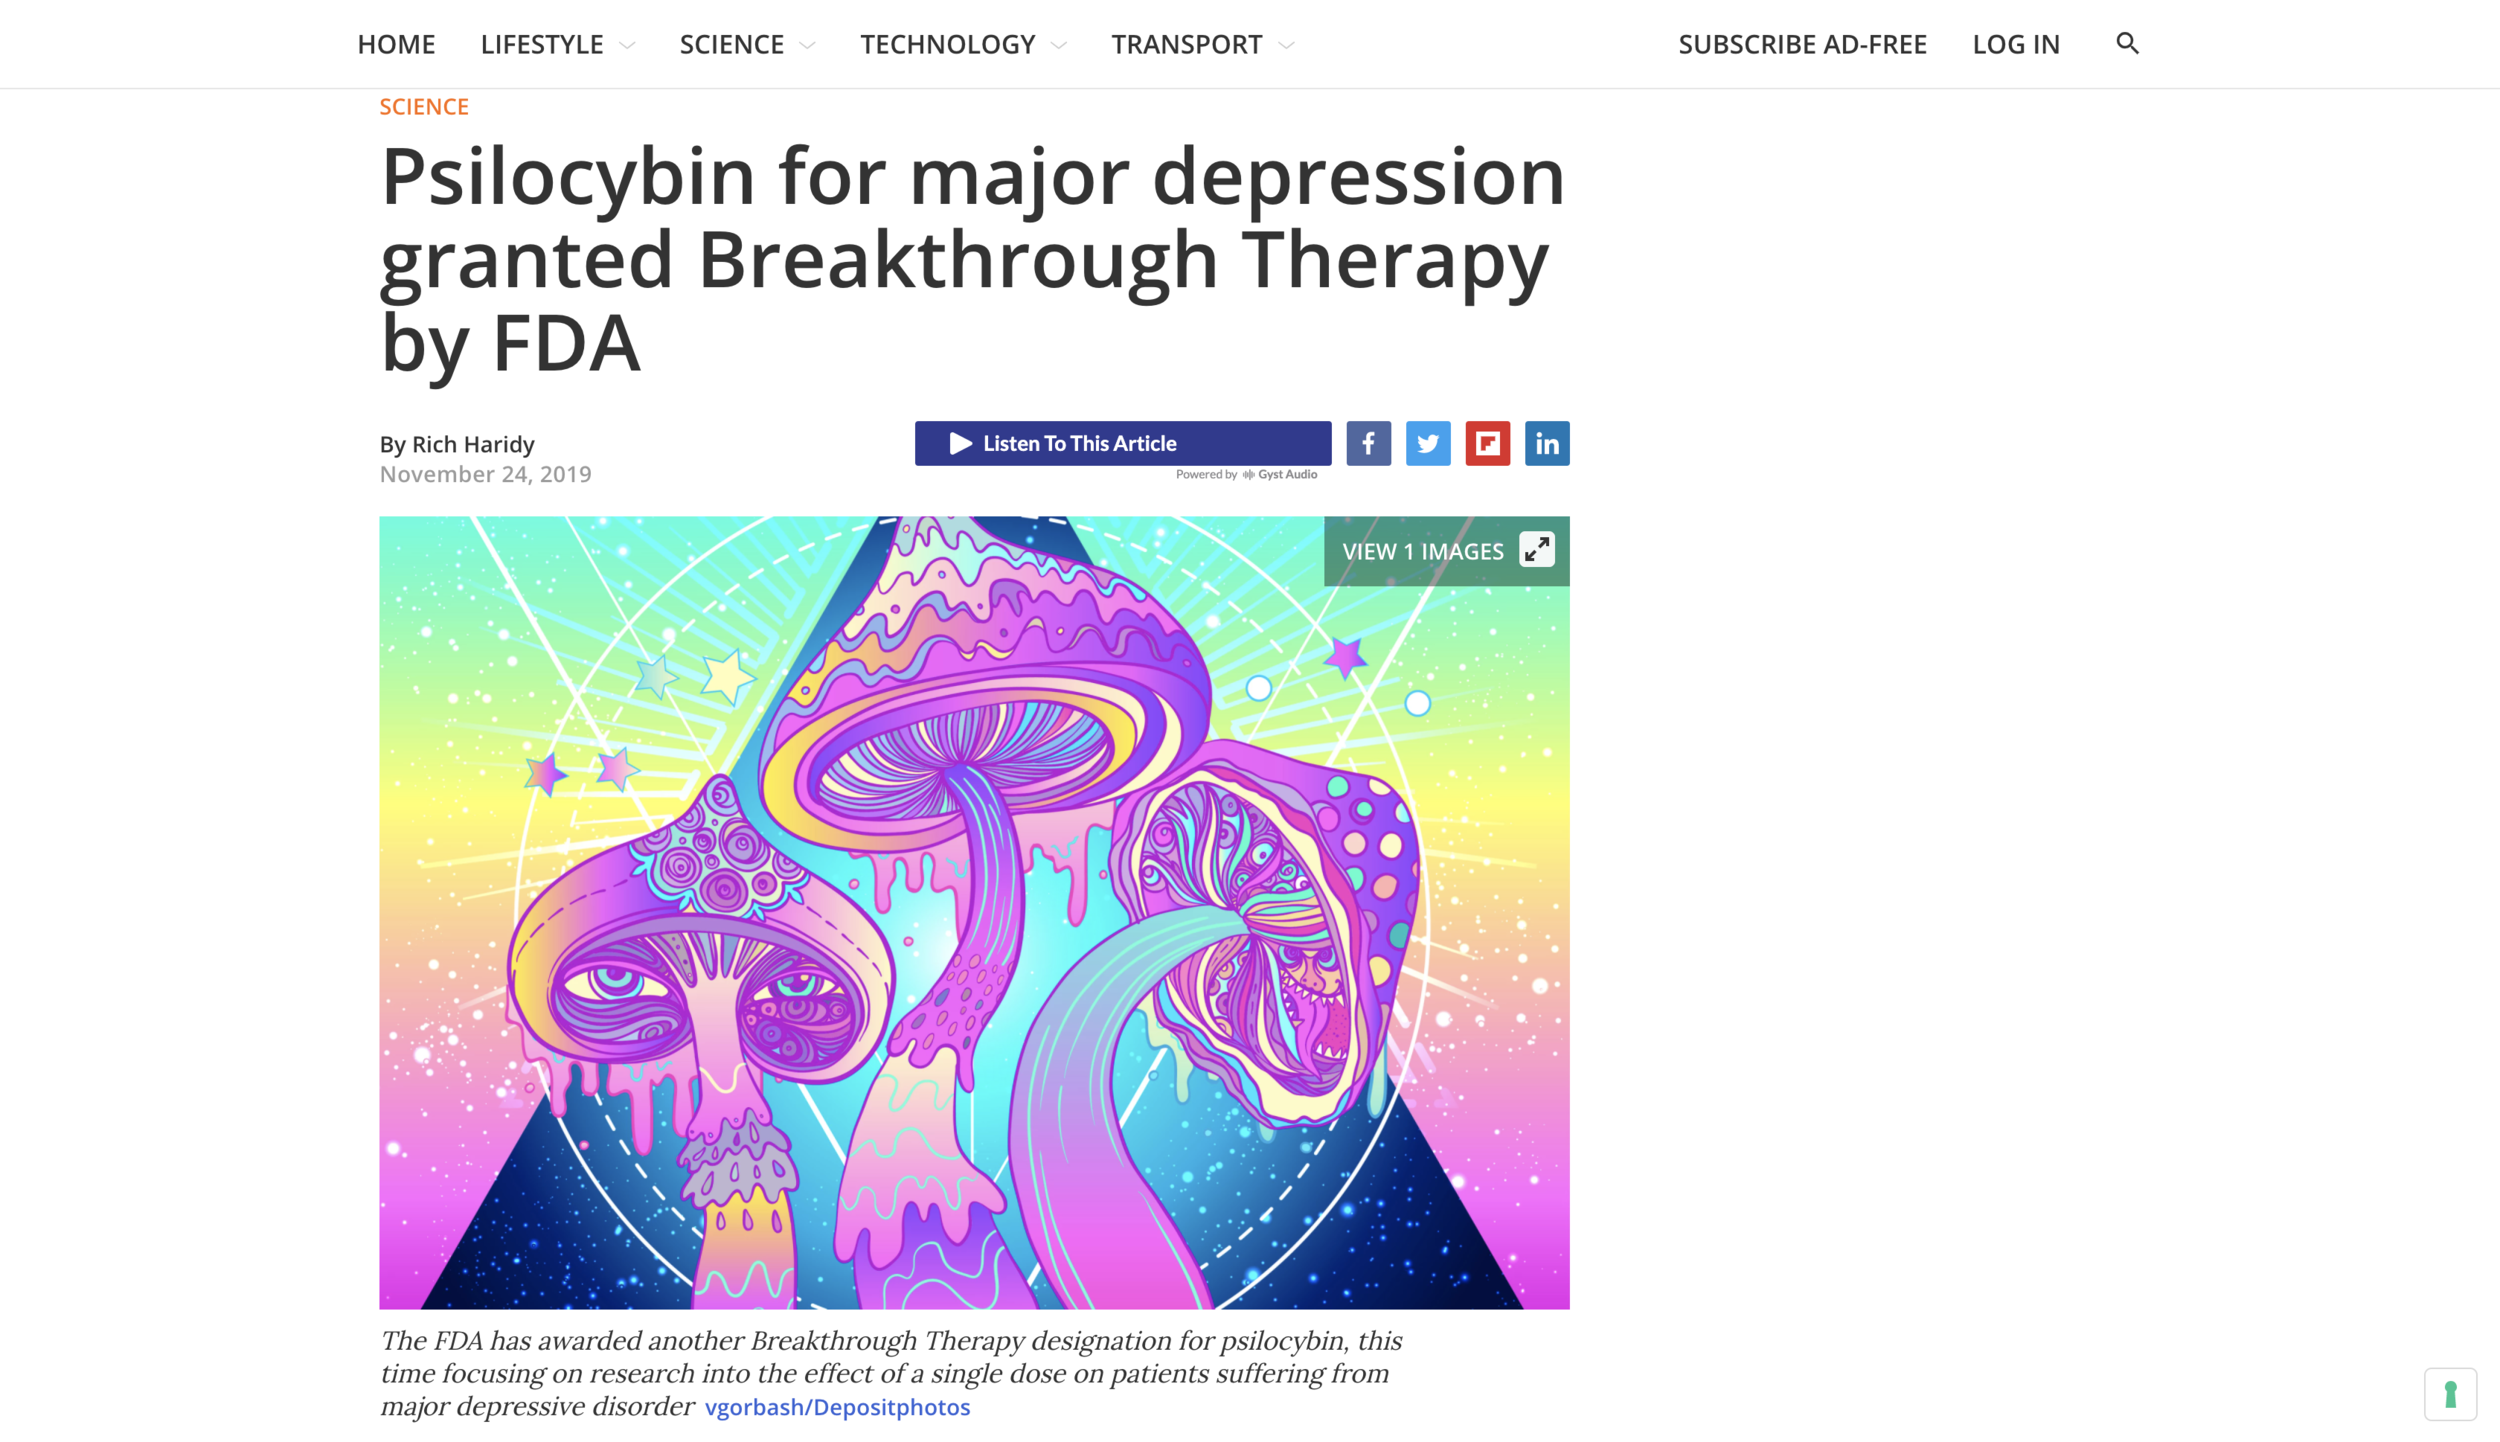 HOME LIFESTYLE SCIENCE TECHNOLOGY TRANSPORT SUBSCRIBE AD-FREE LOG IN
SCIENCE
Psilocybin for major depression
granted Breakthrough Therapy
by FDA
By Rich Haridy
November 24, 2019
Listen To This Article
Powered by Gyst Audio
VIEW 1 IMAGES
The FDA has awarded another Breakthrough Therapy designation for psilocybin, this
time focusing on research into the effect of a single dose on patients suffering from
major depressive disorder vgorbash/Depositphotos